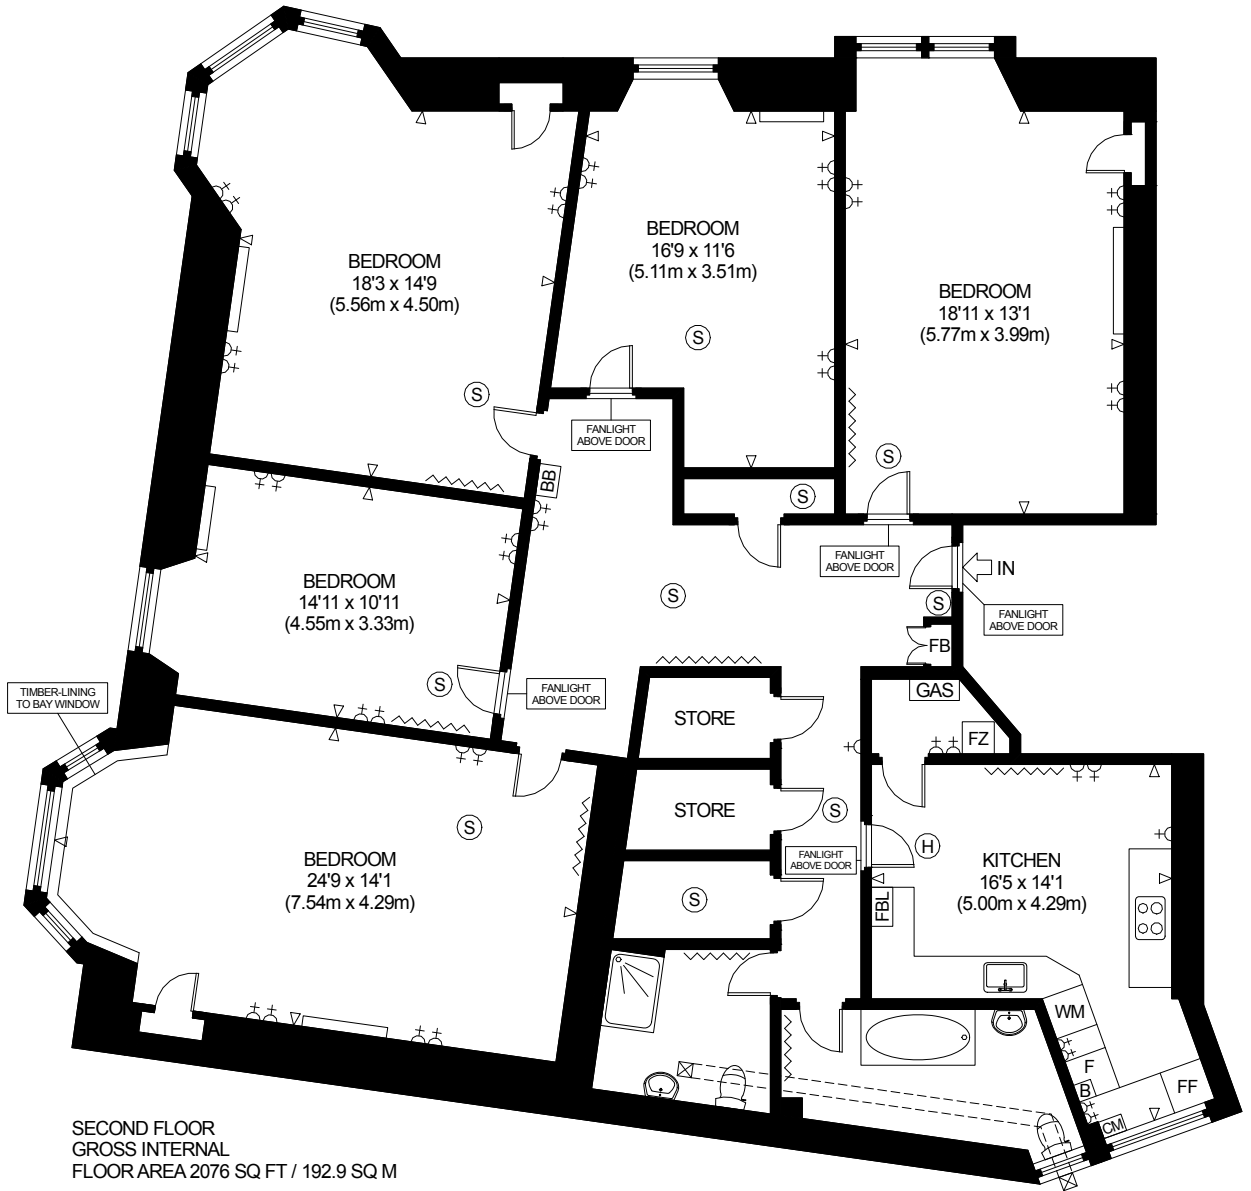 BEDROOM
18'3 x 14'9
(5.56m x 4.50m)
BEDROOM
16'9 x 11'6
(5.11m x 3.51m)
BEDROOM
18'11 x 13'1
(5.77m x 3.99m)
S
S
S
S
FANLIGHT
ABOVE DOOR
BB
FANLIGHT
ABOVE DOOR
IN
FANLIGHT
ABOVE DOOR
BEDROOM
14'11 x 10'11
(4.55m x 3.33m)
S
S
FB
S
FANLIGHT
ABOVE DOOR
TIMBER-LINING
TO BAY WINDOW
GAS
FZ
STORE
STORE
S
S
BEDROOM
24'9 x 14'1
(7.54m x 4.29m)
FANLIGHT
ABOVE DOOR
H
KITCHEN
16'5 x 14'1
(5.00m x 4.29m)
S
FBL
WM
F
B
FF
CM
SECOND FLOOR
GROSS INTERNAL
FLOOR AREA 2076 SQ FT / 192.9 SQ M